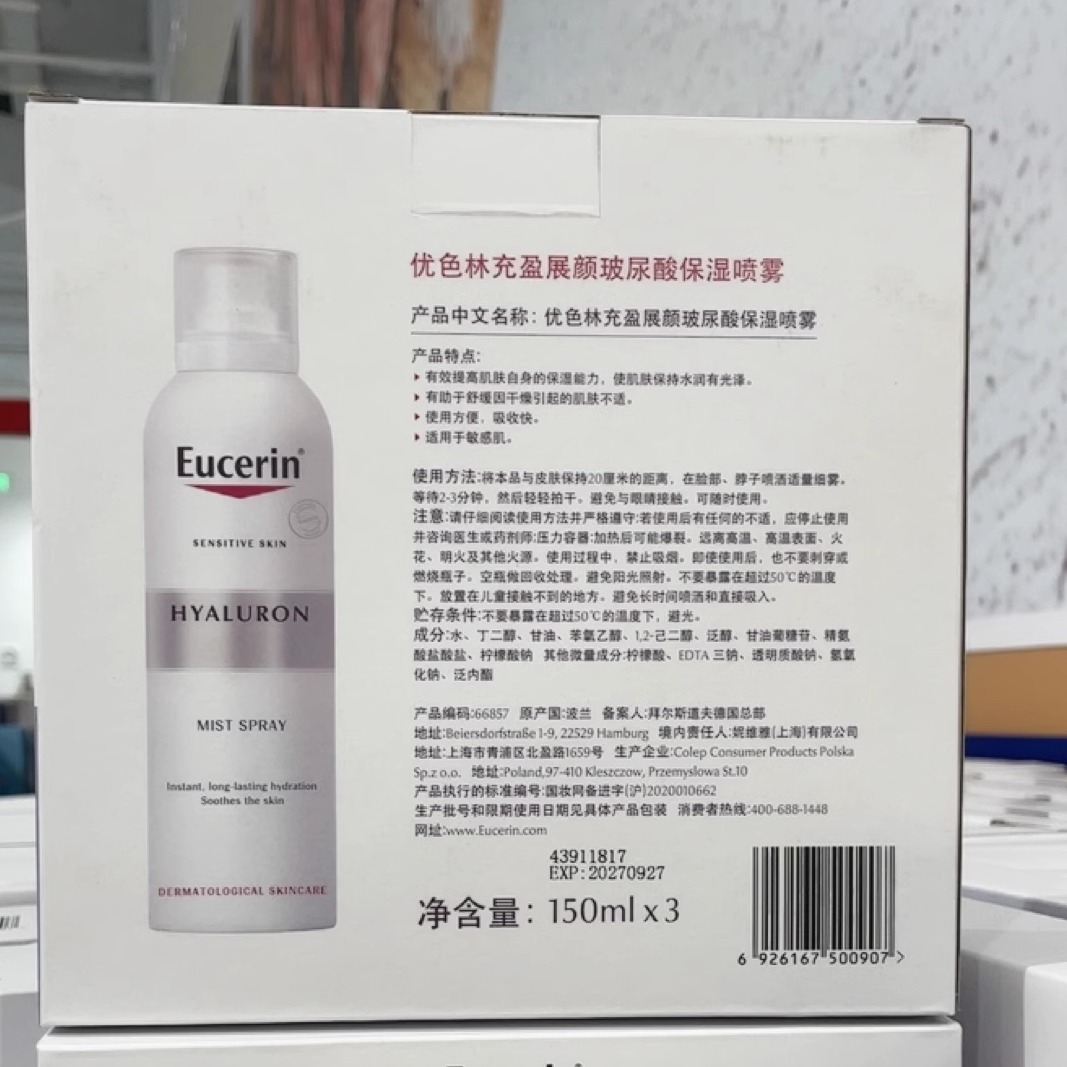 Eucerin®
SENSITIVE SKIN
HYALURON
MIST SPRAY
Instant, long-lasting hydration
Soothes the skin
DERMATOLOGICAL SKINCARE
优色林充盈展颜玻尿酸保湿喷雾
产品中文名称：优色林充盈展颜玻尿酸保湿喷雾
产品特点：
有效提高肌肤自身的保湿能力，使肌肤保持水润有光泽。
有助于舒缓因干燥引起的肌肤不适。
使用方便，吸收快。
适用于敏感肌。
使用方法:将本品与皮肤保持20厘米的距离，在脸部、脖子喷洒适量细雾。
等待2-3分钟，然后轻轻拍干。避免与眼睛接触。可随时使用。
注意:请仔细阅读使用方法并严格遵守:若使用后有任何的不适，应停止使用
并咨询医生或药剂师:压力容器:加热后可能爆裂。远离高温、高温表面、火
花、明火及其他火源。使用过程中，禁止吸烟。即使使用后，也不要刺穿或
燃烧瓶子。空瓶做回收处理。避免阳光照射。不要暴露在超过50℃的温度
下。放置在儿童接触不到的地方。避免长时间喷洒和直接吸入。
贮存条件:不要暴露在超过50℃的温度下，避光。
成分:水、丁二醇、甘油、苯氧乙醇、1,2-己二醇、泛醇、甘油葡糖苷、精氨
酸盐酸盐、柠檬酸钠 其他微量成分:柠檬酸、EDTA 三钠、透明质酸钠、氢氧
化钠、泛内酯
产品编码:66857 原产国:波兰 备案人:拜尔斯道夫德国总部
地址:Beiersdorfstraße 1-9, 22529 Hamburg 境内责任人:妮维雅(上海)有限公司
地址:上海市青浦区北盈路1659号 生产企业:Colep Consumer Products Polska
Sp.z o.o. 地址:Poland,97-410 Kleszczow, Przemyslowa St.10
产品执行的标准编号:国妆网备进字(沪)2020010662
生产批号和限期使用日期见具体产品包装 消费者热线:400-688-1448
网址:www.Eucerin.com
43911817
EXP:20270927
净含量：150ml x 3
6 926167 500907 >